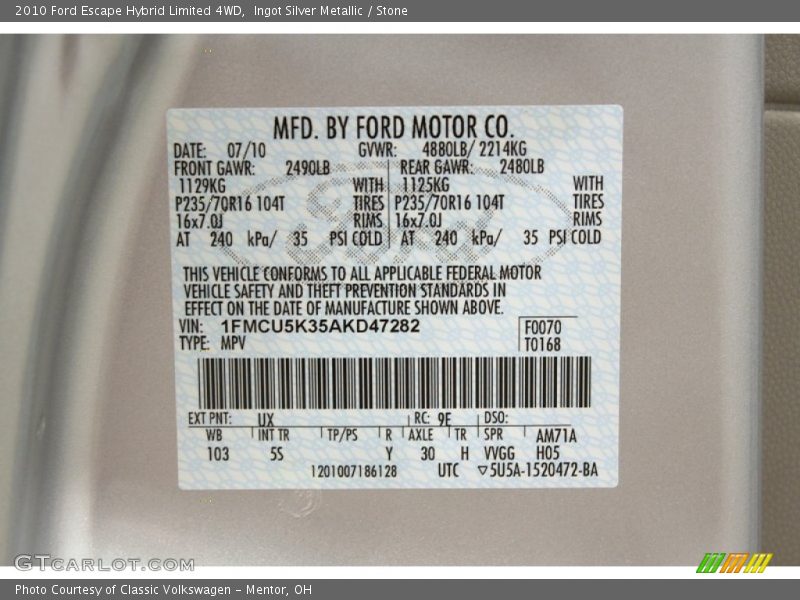 2010 Ford Escape Hybrid Limited 4WD, Ingot Silver Metallic / Stone
MFD. BY FORD MOTOR CO.
DATE: 07/10 GVWR: 4880LB/ 2214KG
FRONT GAWR: 2490LB REAR GAWR: 2480LB
1129KG WITH 1125KG WITH
P235/70R16 104T TIRES P235/70R16 104T TIRES
16x7.0J RIMS 16x7.0J RIMS
AT 240 kPa/ 35 PSI COLD AT 240 kPa/ 35 PSI COLD
THIS VEHICLE CONFORMS TO ALL APPLICABLE FEDERAL MOTOR
VEHICLE SAFETY AND THEFT PREVENTION STANDARDS IN
EFFECT ON THE DATE OF MANUFACTURE SHOWN ABOVE.
VIN: 1FMCU5K35AKD47282 F0070
TYPE: MPV T0168
EXT PNT: UX RC: 9E DSO:
WB INT TR TP/PS R AXLE TR SPR AM71A
103 5S Y 30 H VVGG H05
1201007186128 UTC ▽5U5A-1520472-BA
GTCARLOT.COM
Photo Courtesy of Classic Volkswagen - Mentor, OH